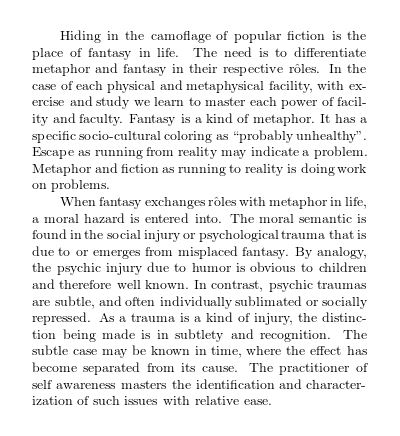 Hiding in the camoflage of popular fiction is the
place of fantasy in life. The need is to differentiate
metaphor and fantasy in their respective rôles. In the
case of each physical and metaphysical facility, with ex-
ercise and study we learn to master each power of facil-
ity and faculty. Fantasy is a kind of metaphor. It has a
specific socio-cultural coloring as “probably unhealthy”.
Escape as running from reality may indicate a problem.
Metaphor and fiction as running to reality is doing work
on problems.
When fantasy exchanges rôles with metaphor in life,
a moral hazard is entered into. The moral semantic is
found in the social injury or psychological trauma that is
due to or emerges from misplaced fantasy. By analogy,
the psychic injury due to humor is obvious to children
and therefore well known. In contrast, psychic traumas
are subtle, and often individually sublimated or socially
repressed. As a trauma is a kind of injury, the distinc-
tion being made is in subtlety and recognition. The
subtle case may be known in time, where the effect has
become separated from its cause. The practitioner of
self awareness masters the identification and character-
ization of such issues with relative ease.